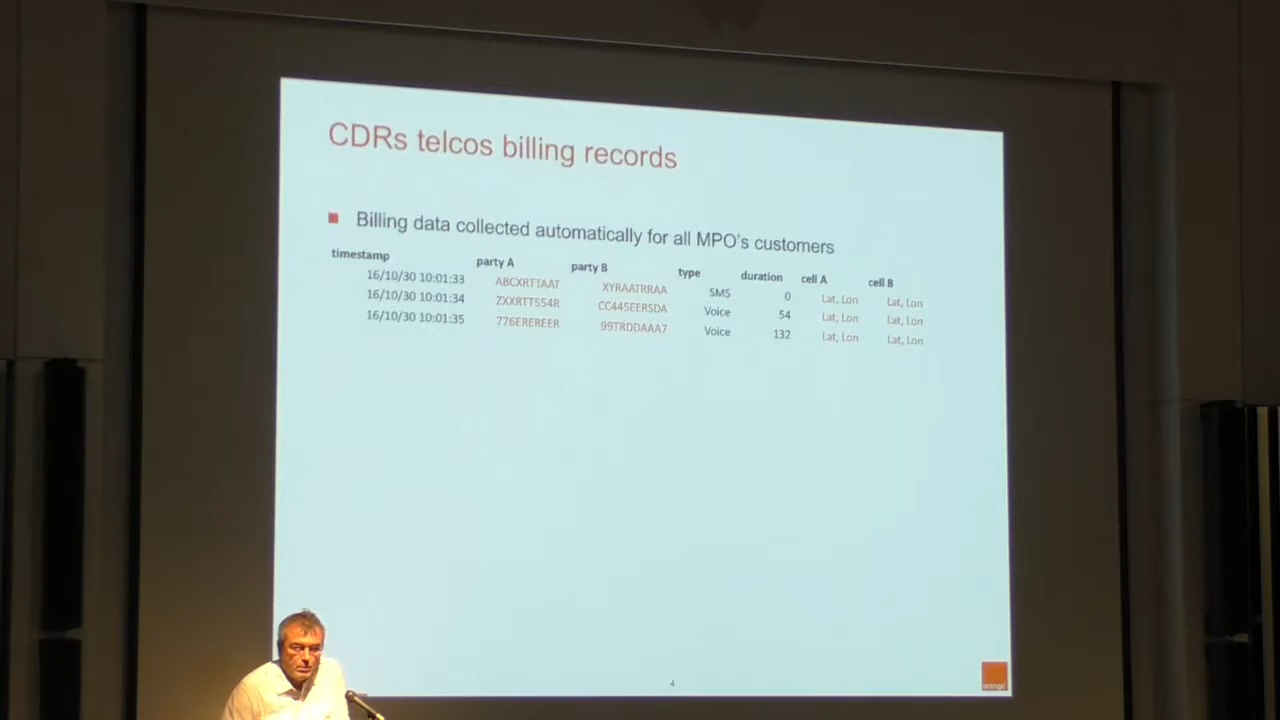 CDRs telcos billing records
Billing data collected automatically for all MPO's customers
timestamp party A party B type duration cell A cell B
16/10/30 10:01:33 ABCXRTTAAT XYRAATRRAA SMS 0 Lat, Lon Lat, Lon
16/10/30 10:01:34 ZXXRTT554R CC445EERSDA Voice 54 Lat, Lon Lat, Lon
16/10/30 10:01:35 776EREREER 99TRDDAAA7 Voice 132 Lat, Lon Lat, Lon
4
orange